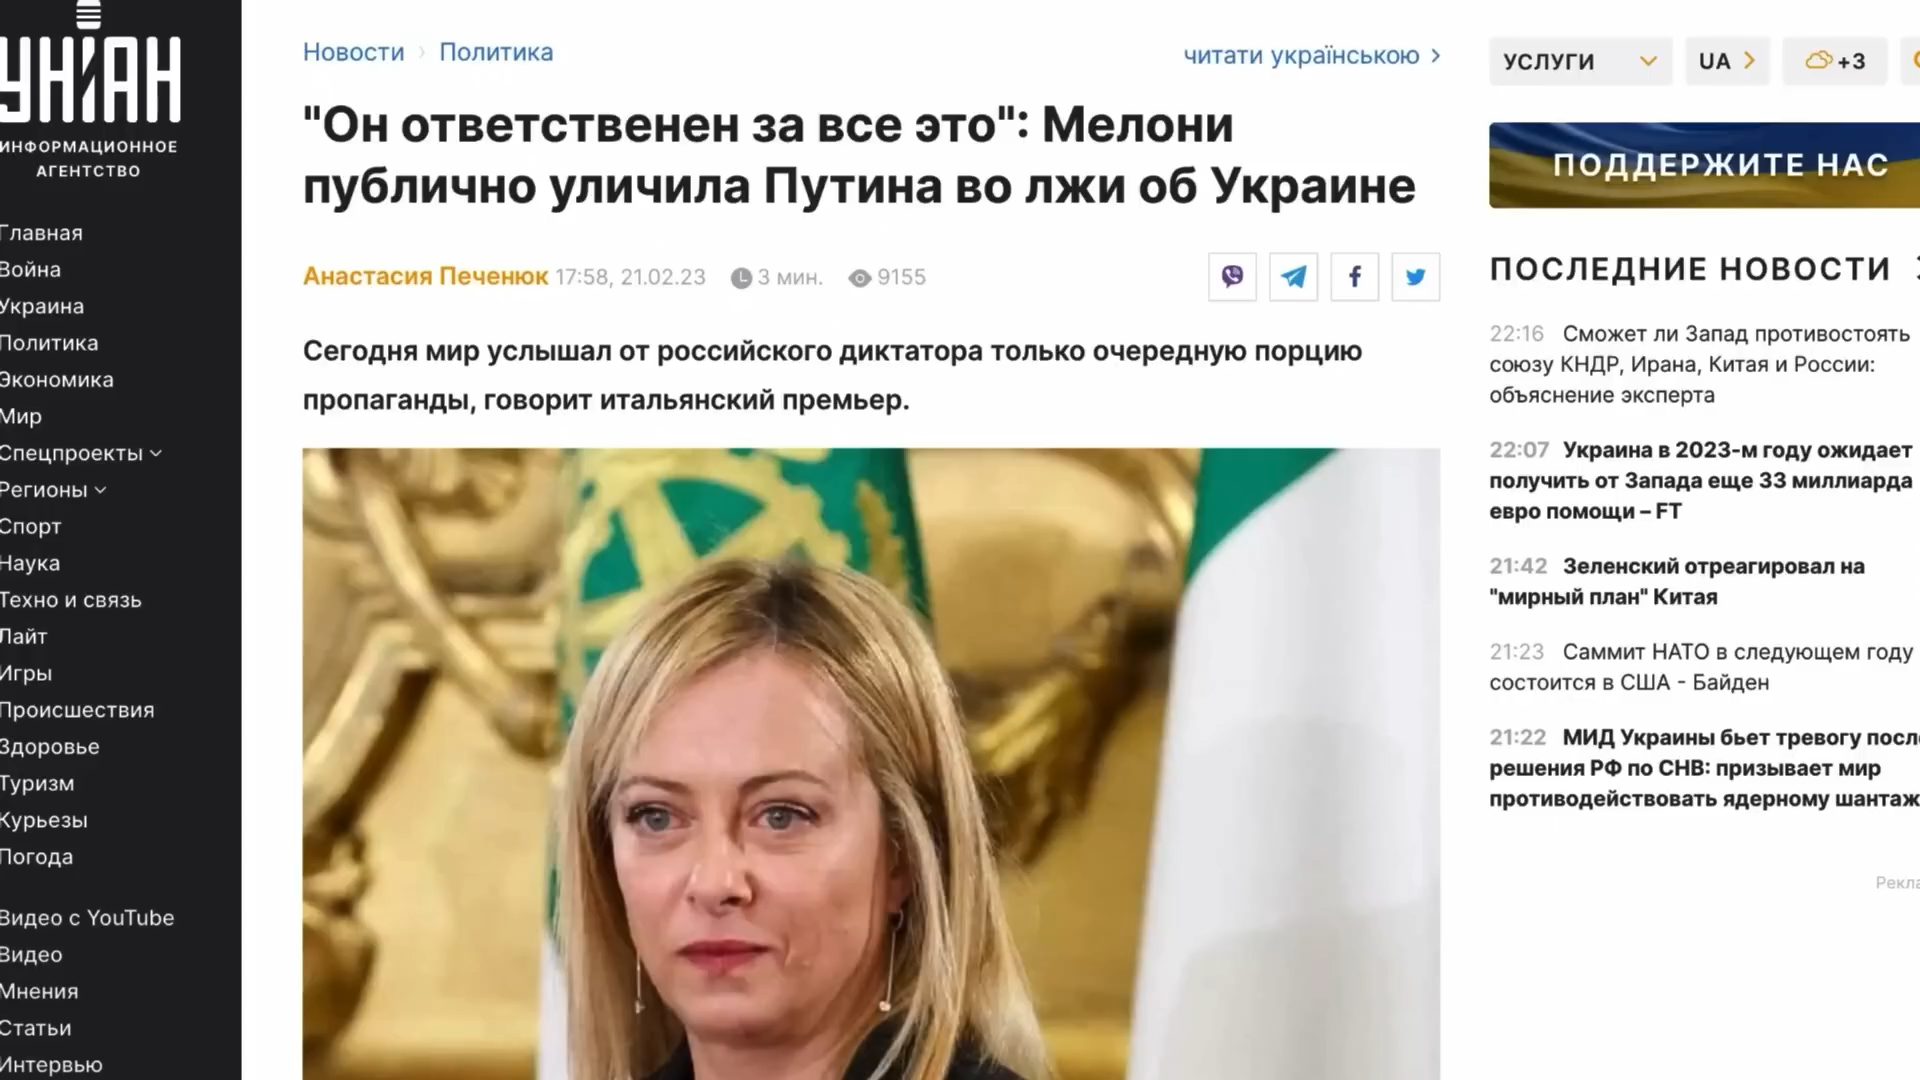 УНІАН
ИНФОРМАЦИОННОЕ
АГЕНТСТВО
Главная
Война
Украина
Политика
Экономика
Мир
Спецпроекты
Регионы
Спорт
Наука
Техно и связь
Лайт
Игры
Происшествия
Здоровье
Туризм
Курьезы
Погода
Видео с YouTube
Видео
Мнения
Статьи
Интервью
Новости › Политика
читати українською
"Он ответственен за все это": Мелони
публично уличила Путина во лжи об Украине
Анастасия Печенюк 17:58, 21.02.23 3 мин. 9155
Сегодня мир услышал от российского диктатора только очередную порцию
пропаганды, говорит итальянский премьер.
УСЛУГИ UA +3
ПОДДЕРЖИТЕ НАС
ПОСЛЕДНИЕ НОВОСТИ
22:16 Сможет ли Запад противостоять
союзу КНДР, Ирана, Китая и России:
объяснение эксперта
22:07 Украина в 2023-м году ожидает
получить от Запада еще 33 миллиарда
евро помощи – FT
21:42 Зеленский отреагировал на
"мирный план" Китая
21:23 Саммит НАТО в следующем году
состоится в США - Байден
21:22 МИД Украины бьет тревогу после
решения РФ по СНВ: призывает мир
противодействовать ядерному шантаж
Рекла